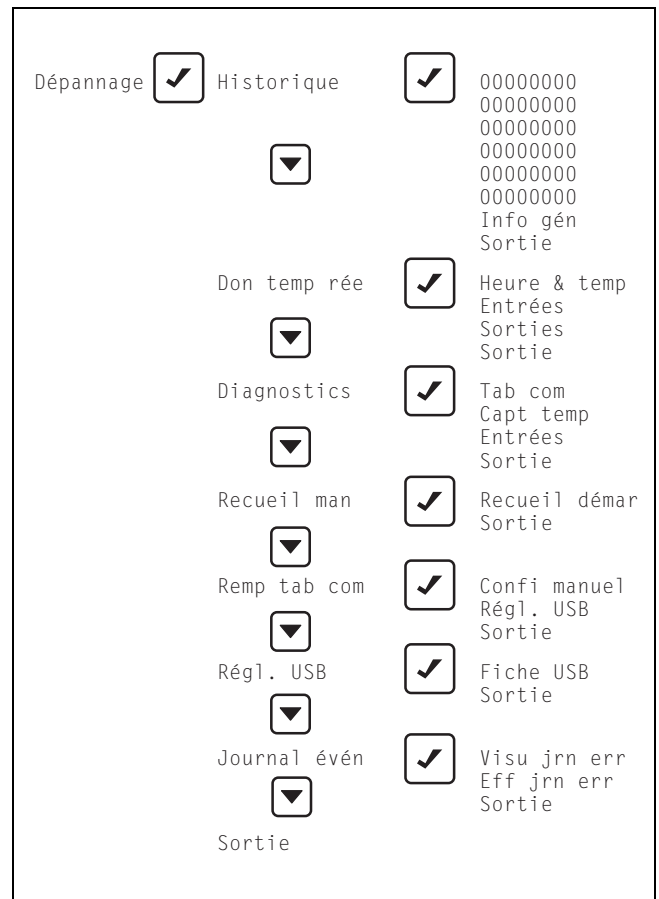 Dépannage Historique 00000000
00000000
00000000
00000000
00000000
00000000
Info gén
Sortie
Don temp rée Heure & temp
Entrées
Sorties
Sortie
Diagnostics Tab com
Capt temp
Entrées
Sortie
Recueil man Recueil démar
Sortie
Remp tab com Confi manuel
Régl. USB
Sortie
Régl. USB Fiche USB
Sortie
Journal évén Visu jrn err
Eff jrn err
Sortie
Sortie